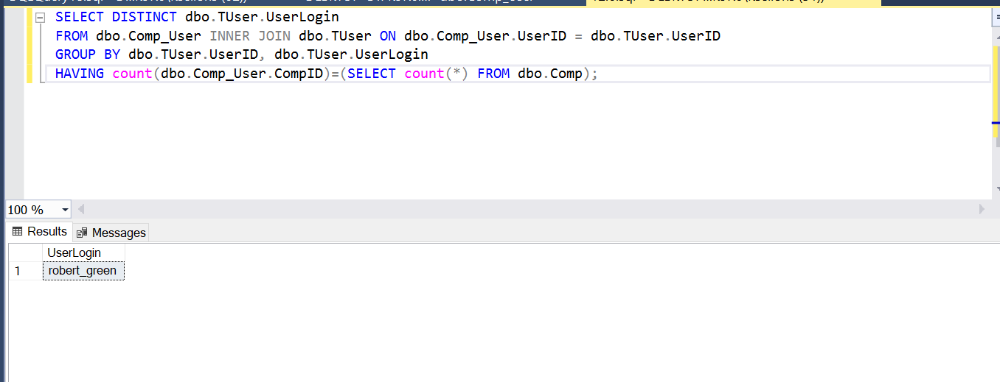 SELECT DISTINCT dbo.TUser.UserLogin
FROM dbo.Comp_User INNER JOIN dbo.TUser ON dbo.Comp_User.UserID = dbo.TUser.UserID
GROUP BY dbo.TUser.UserID, dbo.TUser.UserLogin
HAVING count(dbo.Comp_User.CompID)=(SELECT count(*) FROM dbo.Comp);
100 %
Results Messages
UserLogin
1 robert_green